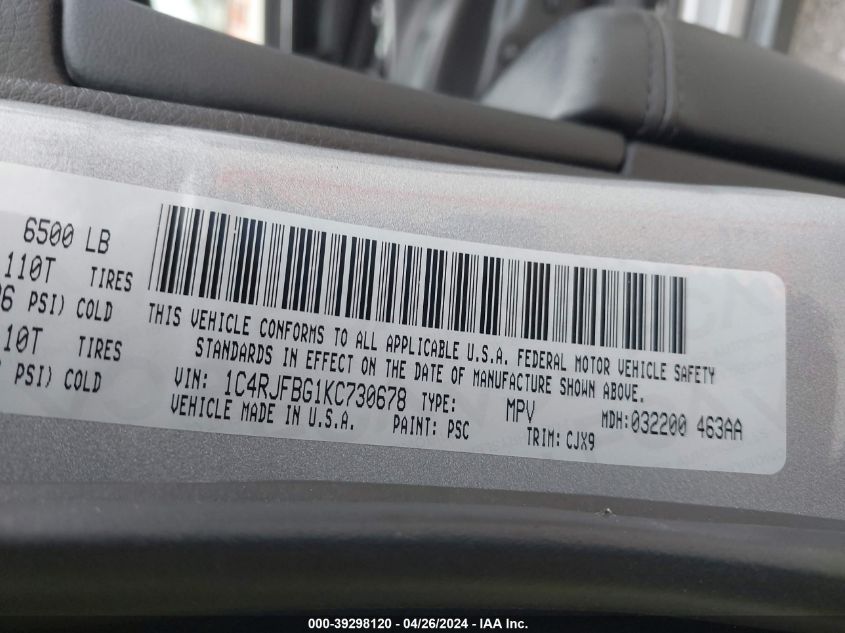 6500 LB
110T TIRES
6 PSI) COLD
10T TIRES
PSI) COLD
THIS VEHICLE CONFORMS TO ALL APPLICABLE U.S.A. FEDERAL MOTOR VEHICLE SAFETY
STANDARDS IN EFFECT ON THE DATE OF MANUFACTURE SHOWN ABOVE.
VIN: 1C4RJFBG1KC730678 TYPE: MPV MDH:032200 463AA
VEHICLE MADE IN U.S.A. PAINT: PSC TRIM: CJX9
000-39298120 - 04/26/2024 - IAA Inc.